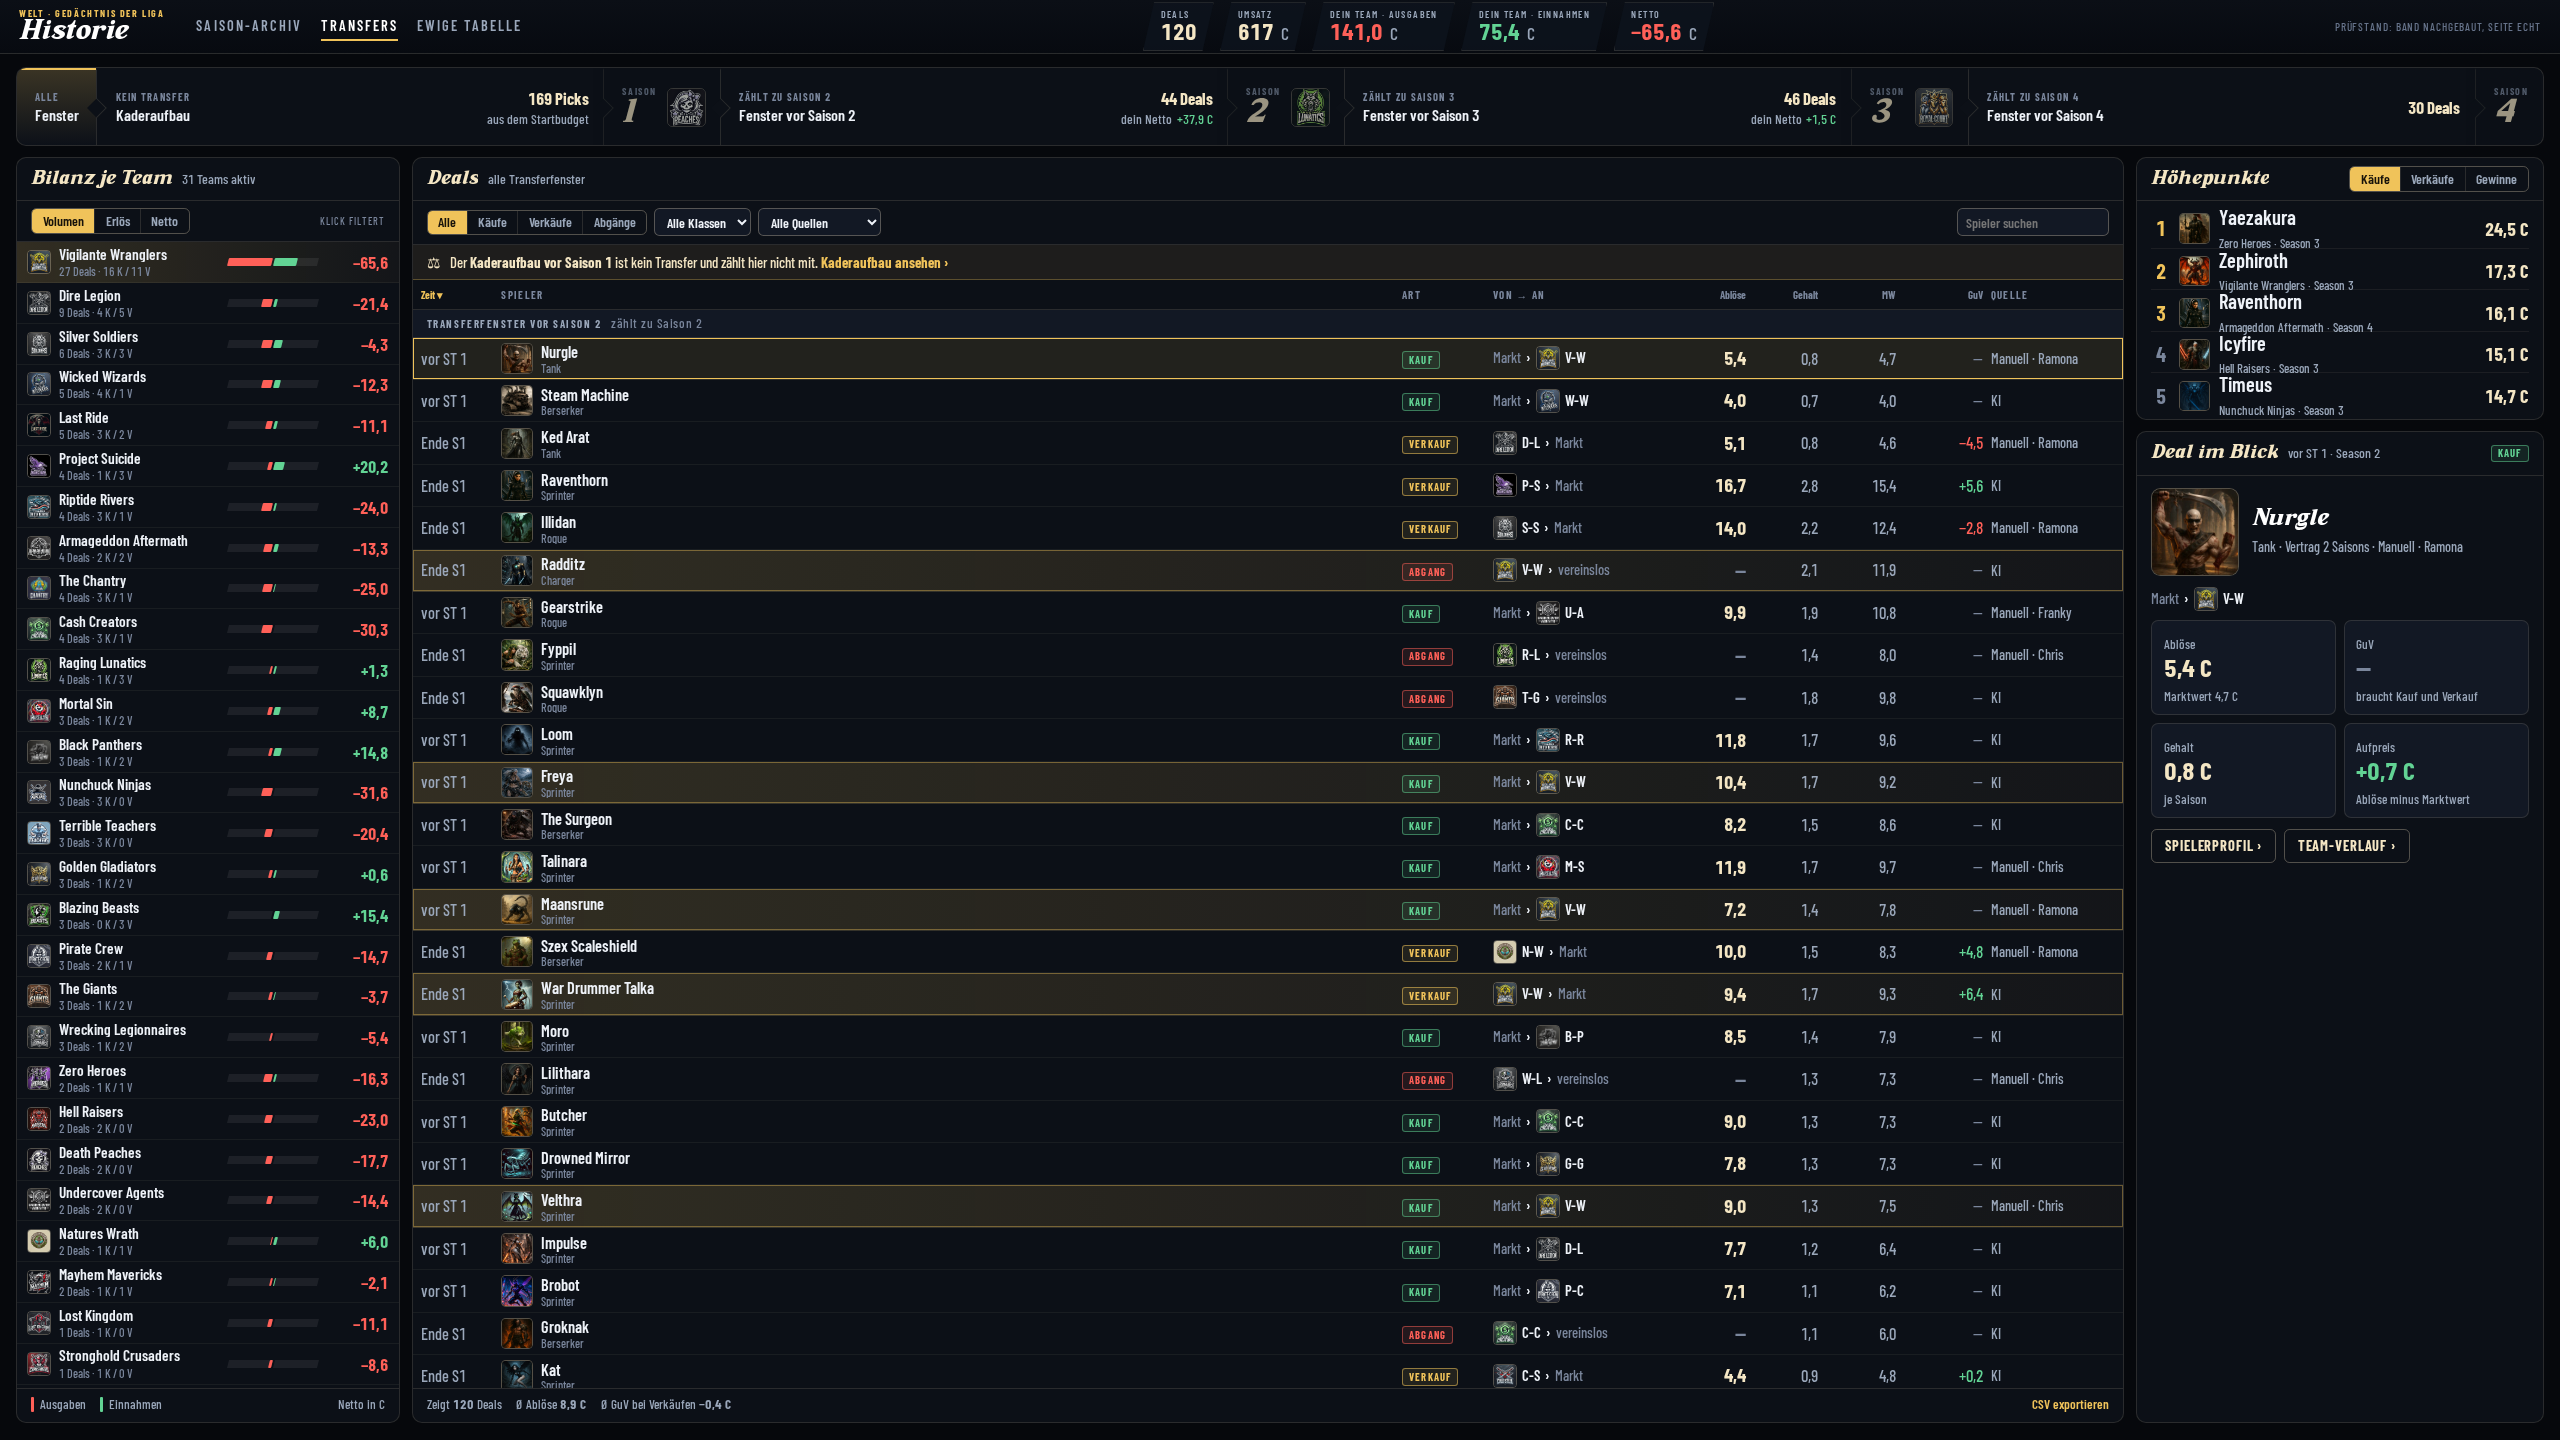 WELT · GEDÄCHTNIS DER LIGA
Historie
SAISON-ARCHIV TRANSFERS EWIGE TABELLE
DEALS 120
UMSATZ 617 C
DEIN TEAM · AUSGABEN 141,0 C
DEIN TEAM · EINNAHMEN 75,4 C
NETTO −65,6 C
PRÜFSTAND: BAND NACHGEBAUT, SEITE ECHT
ALLE
Fenster
KEIN TRANSFER
Kaderaufbau
169 Picks
aus dem Startbudget
SAISON 1
ZÄHLT ZU SAISON 2
Fenster vor Saison 2
44 Deals
dein Netto +37,9 C
SAISON 2
ZÄHLT ZU SAISON 3
Fenster vor Saison 3
46 Deals
dein Netto +1,5 C
SAISON 3
ZÄHLT ZU SAISON 4
Fenster vor Saison 4
30 Deals
SAISON 4
Bilanz je Team 31 Teams aktiv
Volumen Erlös Netto KLICK FILTERT
Vigilante Wranglers −65,6
27 Deals · 16 K / 11 V
Dire Legion −21,4
9 Deals · 4 K / 5 V
Silver Soldiers −4,3
6 Deals · 3 K / 3 V
Wicked Wizards −12,3
5 Deals · 4 K / 1 V
Last Ride −11,1
5 Deals · 3 K / 2 V
Project Suicide +20,2
4 Deals · 1 K / 3 V
Riptide Rivers −24,0
4 Deals · 3 K / 1 V
Armageddon Aftermath −13,3
4 Deals · 2 K / 2 V
The Chantry −25,0
4 Deals · 3 K / 1 V
Cash Creators −30,3
4 Deals · 3 K / 1 V
Raging Lunatics +1,3
4 Deals · 1 K / 3 V
Mortal Sin +8,7
3 Deals · 1 K / 2 V
Black Panthers +14,8
3 Deals · 1 K / 2 V
Nunchuck Ninjas −31,6
3 Deals · 3 K / 0 V
Terrible Teachers −20,4
3 Deals · 3 K / 0 V
Golden Gladiators +0,6
3 Deals · 1 K / 2 V
Blazing Beasts +15,4
3 Deals · 0 K / 3 V
Pirate Crew −14,7
3 Deals · 2 K / 1 V
The Giants −3,7
3 Deals · 1 K / 2 V
Wrecking Legionnaires −5,4
3 Deals · 1 K / 2 V
Zero Heroes −16,3
2 Deals · 1 K / 1 V
Hell Raisers −23,0
2 Deals · 2 K / 0 V
Death Peaches −17,7
2 Deals · 2 K / 0 V
Undercover Agents −14,4
2 Deals · 2 K / 0 V
Natures Wrath +6,0
2 Deals · 1 K / 1 V
Mayhem Mavericks −2,1
2 Deals · 1 K / 1 V
Lost Kingdom −11,1
1 Deals · 1 K / 0 V
Stronghold Crusaders −8,6
1 Deals · 1 K / 0 V
Ausgaben Einnahmen Netto in C
Deals alle Transferfenster
Alle Käufe Verkäufe Abgänge Alle Klassen Alle Quellen Spieler suchen
Der Kaderaufbau vor Saison 1 ist kein Transfer und zählt hier nicht mit. Kaderaufbau ansehen ›
Zeit ▾ SPIELER ART VON → AN Ablöse Gehalt MW GuV QUELLE
TRANSFERFENSTER VOR SAISON 2 zählt zu Saison 2
vor ST 1 Nurgle Tank KAUF Markt › V-W 5,4 0,8 4,7 — Manuell · Ramona
vor ST 1 Steam Machine Berserker KAUF Markt › W-W 4,0 0,7 4,0 — KI
Ende S1 Ked Arat Tank VERKAUF D-L › Markt 5,1 0,8 4,6 −4,5 Manuell · Ramona
Ende S1 Raventhorn Sprinter VERKAUF P-S › Markt 16,7 2,8 15,4 +5,6 KI
Ende S1 Illidan Rogue VERKAUF S-S › Markt 14,0 2,2 12,4 −2,8 Manuell · Ramona
Ende S1 Radditz Charger ABGANG V-W › vereinslos — 2,1 11,9 — KI
vor ST 1 Gearstrike Rogue KAUF Markt › U-A 9,9 1,9 10,8 — Manuell · Franky
Ende S1 Fyppil Sprinter ABGANG R-L › vereinslos — 1,4 8,0 — Manuell · Chris
Ende S1 Squawklyn Rogue ABGANG T-G › vereinslos — 1,8 9,8 — KI
vor ST 1 Loom Sprinter KAUF Markt › R-R 11,8 1,7 9,6 — KI
vor ST 1 Freya Sprinter KAUF Markt › V-W 10,4 1,7 9,2 — KI
vor ST 1 The Surgeon Berserker KAUF Markt › C-C 8,2 1,5 8,6 — KI
vor ST 1 Talinara Sprinter KAUF Markt › M-S 11,9 1,7 9,7 — Manuell · Chris
vor ST 1 Maansrune Sprinter KAUF Markt › V-W 7,2 1,4 7,8 — Manuell · Ramona
Ende S1 Szex Scaleshield Berserker VERKAUF N-W › Markt 10,0 1,5 8,3 +4,8 Manuell · Ramona
Ende S1 War Drummer Talka Sprinter VERKAUF V-W › Markt 9,4 1,7 9,3 +6,4 KI
vor ST 1 Moro Sprinter KAUF Markt › B-P 8,5 1,4 7,9 — KI
Ende S1 Lilithara Sprinter ABGANG W-L › vereinslos — 1,3 7,3 — Manuell · Chris
vor ST 1 Butcher Sprinter KAUF Markt › C-C 9,0 1,3 7,3 — KI
vor ST 1 Drowned Mirror Sprinter KAUF Markt › G-G 7,8 1,3 7,3 — KI
vor ST 1 Velthra Sprinter KAUF Markt › V-W 9,0 1,3 7,5 — Manuell · Chris
vor ST 1 Impulse Sprinter KAUF Markt › D-L 7,7 1,2 6,4 — KI
vor ST 1 Brobot Sprinter KAUF Markt › P-C 7,1 1,1 6,2 — KI
Ende S1 Groknak Berserker ABGANG C-C › vereinslos — 1,1 6,0 — KI
Ende S1 Kat Sprinter VERKAUF C-S › Markt 4,4 0,9 4,8 +0,2 KI
Zeigt 120 Deals Ø Ablöse 8,9 C Ø GuV bei Verkäufen −0,4 C CSV exportieren
Höhepunkte Käufe Verkäufe Gewinne
1 Yaezakura 24,5 C
Zero Heroes · Season 3
2 Zephiroth 17,3 C
Vigilante Wranglers · Season 3
3 Raventhorn 16,1 C
Armageddon Aftermath · Season 4
4 Icyfire 15,1 C
Hell Raisers · Season 3
5 Timeus 14,7 C
Nunchuck Ninjas · Season 3
Deal im Blick vor ST 1 · Season 2 KAUF
Nurgle
Tank · Vertrag 2 Saisons · Manuell · Ramona
Markt › V-W
Ablöse
5,4 C
Marktwert 4,7 C
GuV
—
braucht Kauf und Verkauf
Gehalt
0,8 C
je Saison
Aufpreis
+0,7 C
Ablöse minus Marktwert
SPIELERPROFIL › TEAM-VERLAUF ›